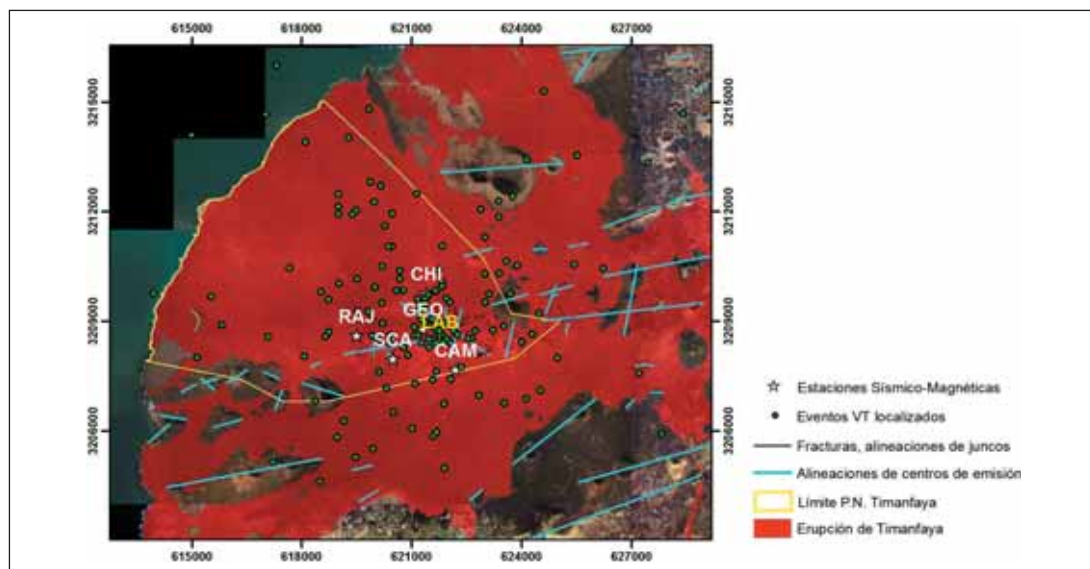 615000 618000 621000 624000 627000
3215000 3215000
3212000 3212000
CHI
GEO
RAJ LAB
3209000 3209000
SCA
CAM
Estaciones Sísmico-Magnéticas
Eventos VT localizados
3206000 3206000
Fracturas, alineaciones de juncos
Alineaciones de centros de emisión
Límite P.N. Timanfaya
Erupción de Timanfaya
615000 618000 621000 624000 627000